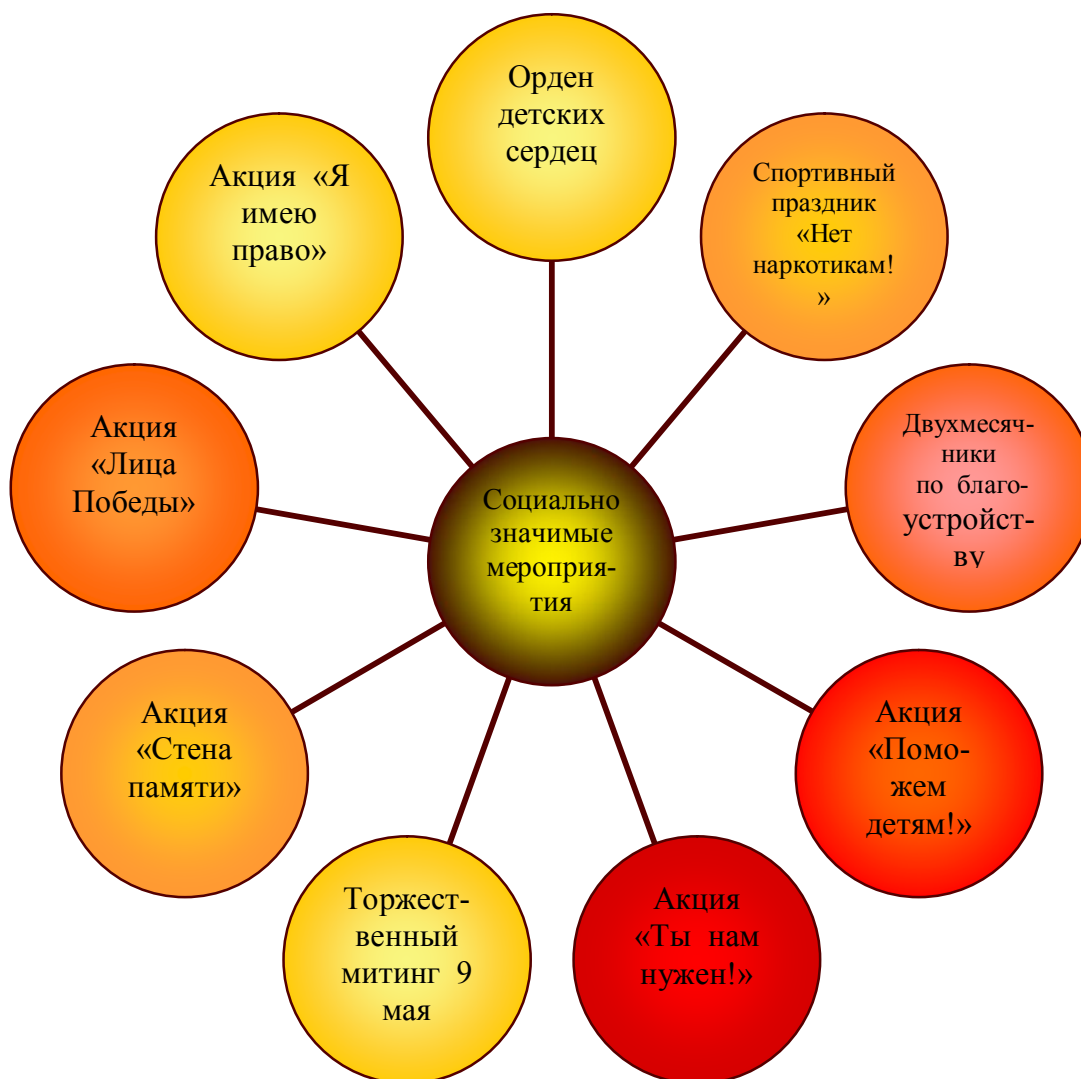 Орден
детских
сердец
Спортивный
праздник
«Нет
наркотикам!
»
Двухмесяч-
ники
по благо-
устройст-
ву
Акция
«Помо-
жем
детям!»
Акция
«Ты нам
нужен!»
Торжест-
венный
митинг 9
мая
Акция
«Стена
памяти»
Акция
«Лица
Победы»
Акция «Я
имею
право»
Социально
значимые
мероприя-
тия